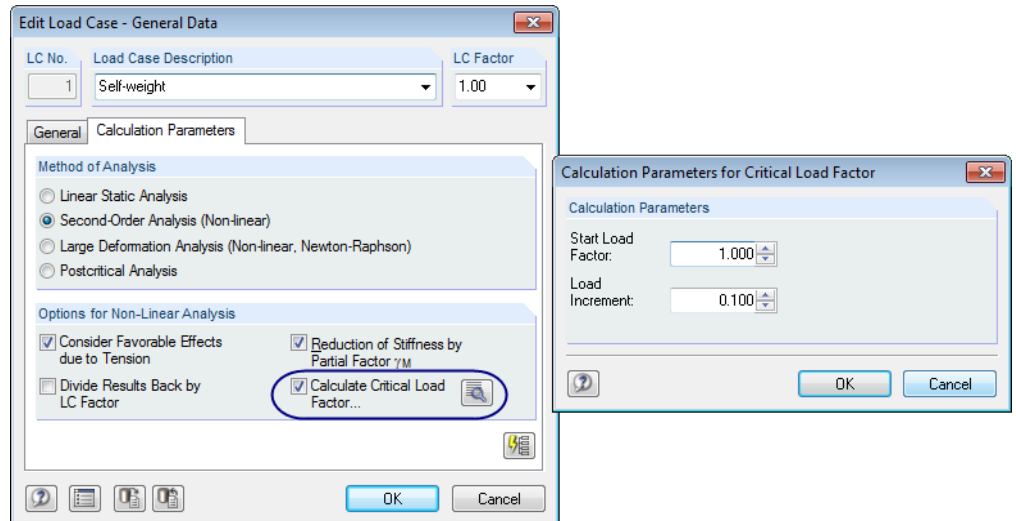 Edit Load Case - General Data
LC No.
Load Case Description
LC Factor
1
Self-weight
1.00
General
Calculation Parameters
Method of Analysis
Linear Static Analysis
Second-Order Analysis (Non-linear)
Large Deformation Analysis (Non-linear, Newton-Raphson)
Postcritical Analysis
Options for Non-Linear Analysis
Consider Favorable Effects
due to Tension
Reduction of Stiffness by
Partial Factor γM
Divide Results Back by
LC Factor
Calculate Critical Load
Factor...
OK
Cancel
Calculation Parameters for Critical Load Factor
Calculation Parameters
Start Load
Factor:
1.000
Load
Increment:
0.100
OK
Cancel